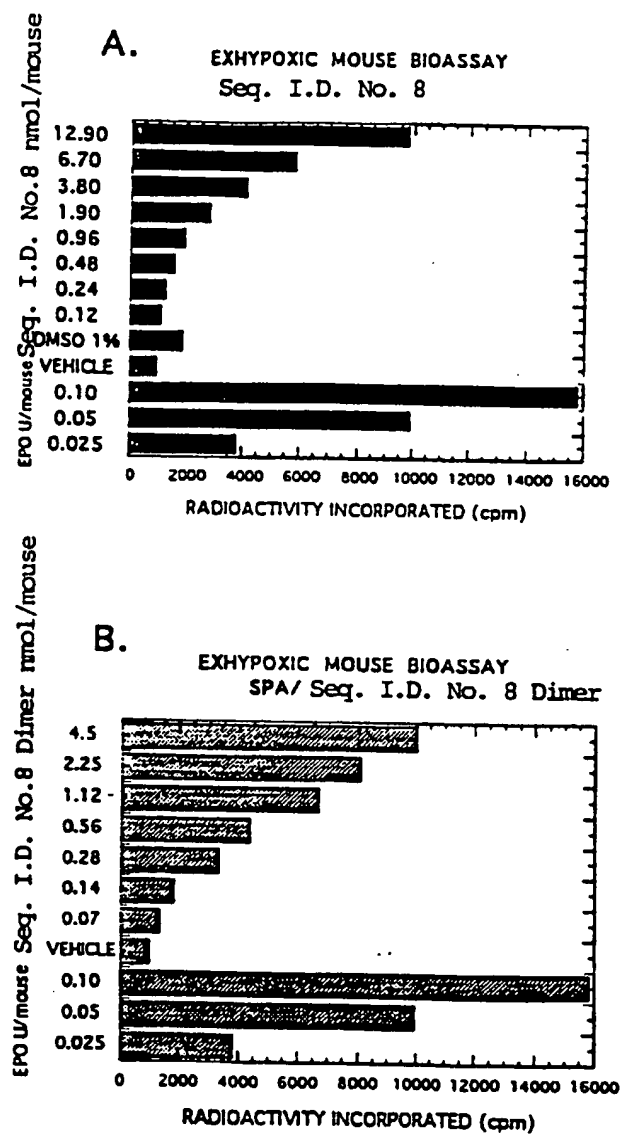 A.
EXHYPOXIC MOUSE BIOASSAY
Seq. I.D. No. 8
EPO U/mouse Seq. I.D. No.8 nmol/mouse
12.90
6.70
3.80
1.90
0.96
0.48
0.24
0.12
DMSO 1%
VEHICLE
0.10
0.05
0.025
0 2000 4000 6000 8000 10000 12000 14000 16000
RADIOACTIVITY INCORPORATED (cpm)
B.
EXHYPOXIC MOUSE BIOASSAY
SPA/ Seq. I.D. No. 8 Dimer
EPO U/mouse Seq. I.D. No.8 Dimer nmol/mouse
4.5
2.25
1.12
0.56
0.28
0.14
0.07
VEHICLE
0.10
0.05
0.025
0 2000 4000 6000 8000 10000 12000 14000 16000
RADIOACTIVITY INCORPORATED (cpm)